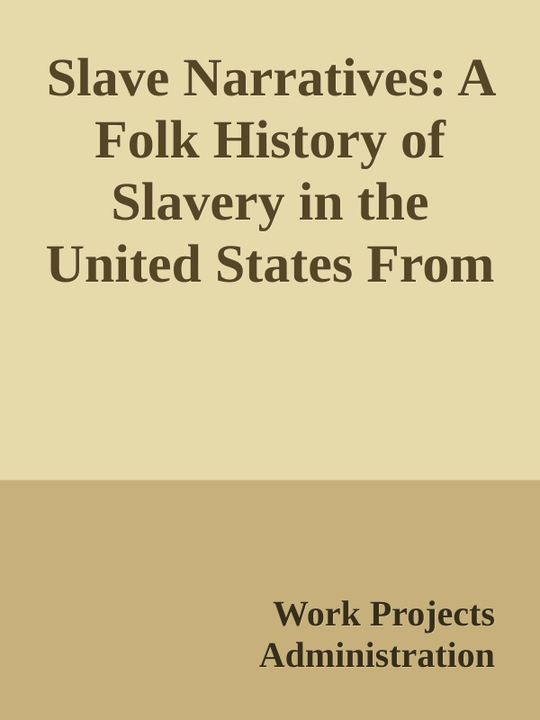 Slave Narratives: A
Folk History of
Slavery in the
United States From
Work Projects
Administration